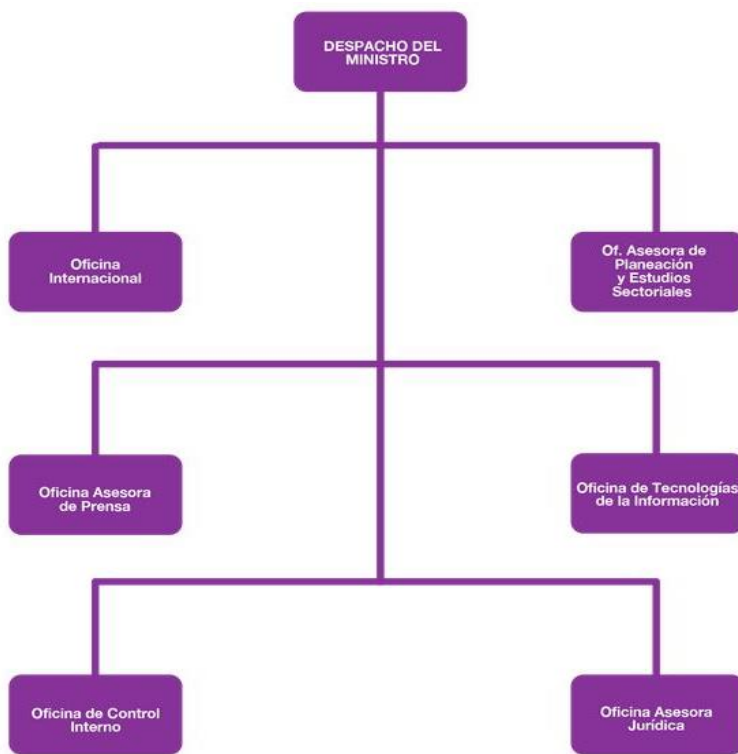 DESPACHO DEL
MINISTRO
Oficina
Internacional
Of. Asesora de
Planeación
y Estudios
Sectoriales
Oficina Asesora
de Prensa
Oficina de Tecnologías
de la Información
Oficina de Control
Interno
Oficina Asesora
Jurídica